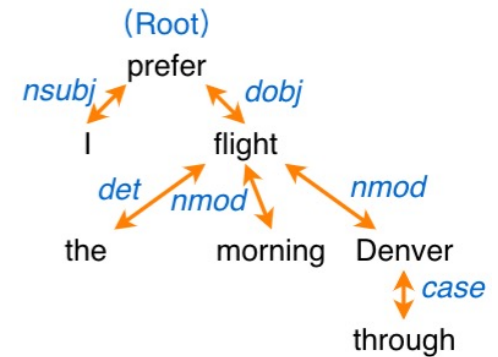 (Root)
prefer
nsubj dobj
I flight
det nmod nmod
the morning Denver
case
through